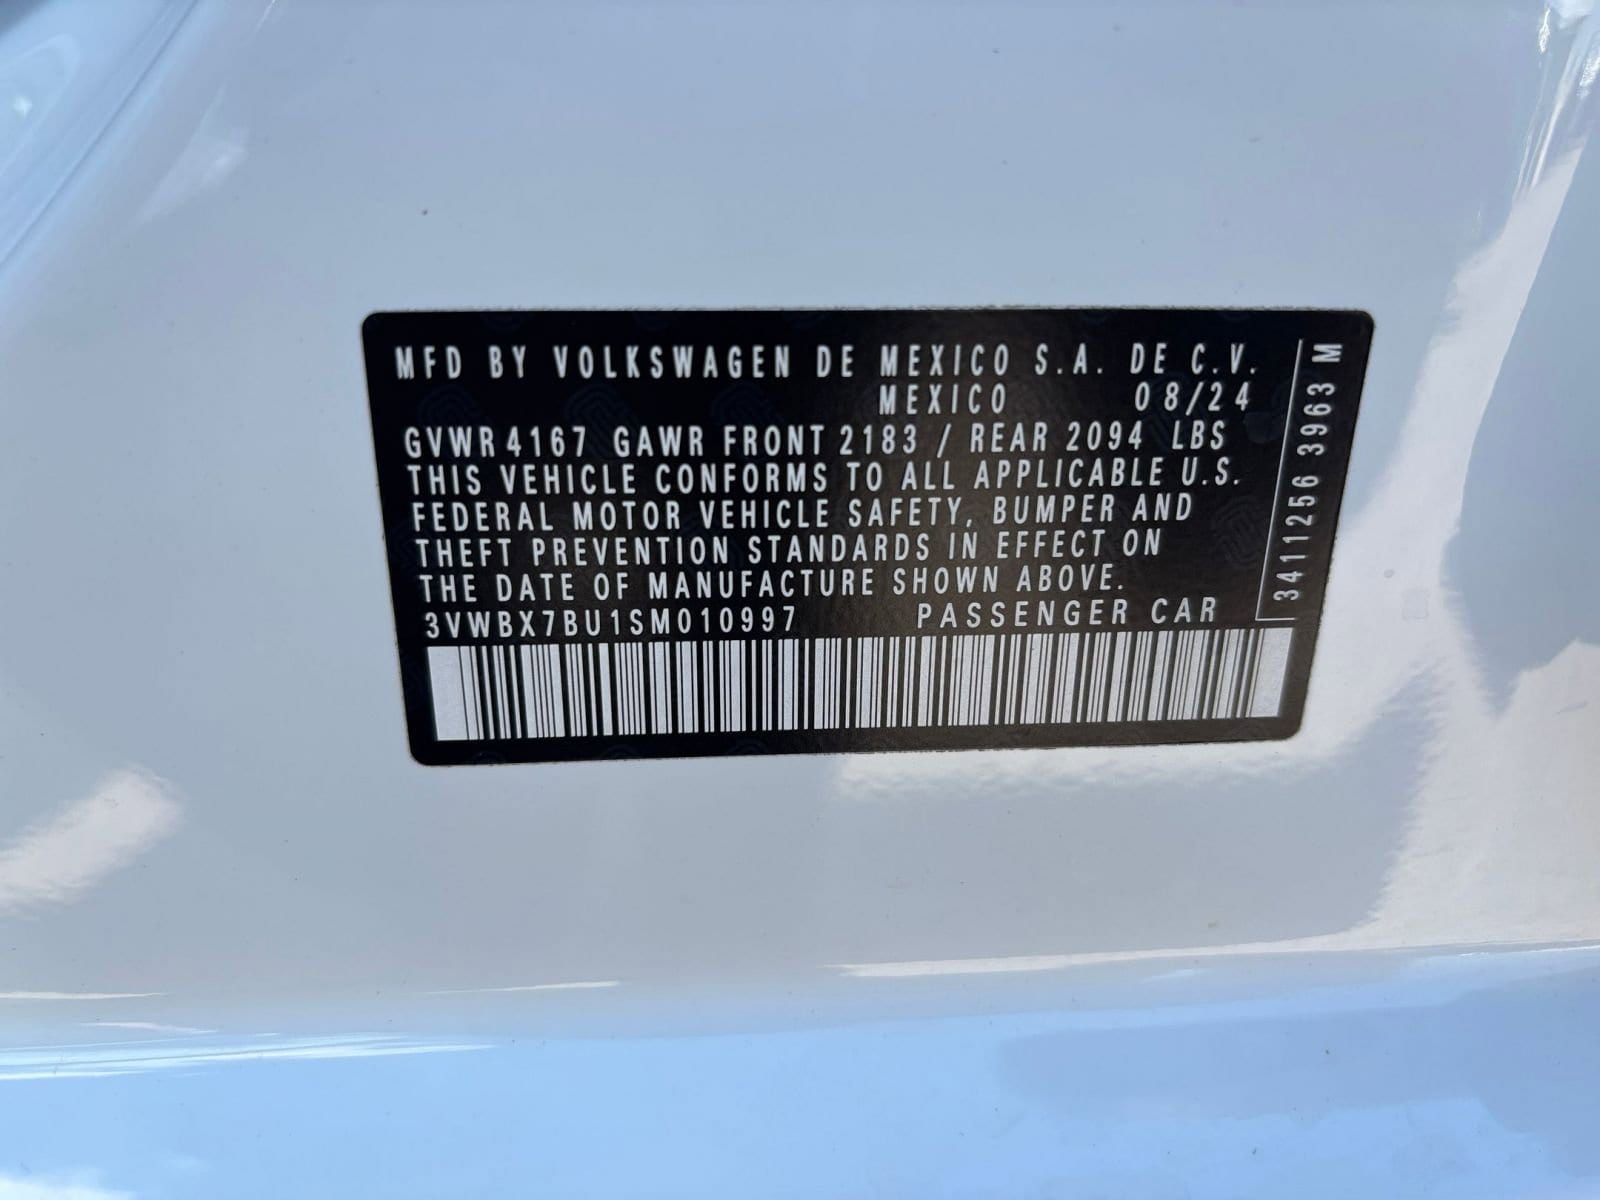 MFD BY VOLKSWAGEN DE MEXICO S.A. DE C.V.
MEXICO 08/24
GVWR 4167 GAWR FRONT 2183 / REAR 2094 LBS
THIS VEHICLE CONFORMS TO ALL APPLICABLE U.S.
FEDERAL MOTOR VEHICLE SAFETY, BUMPER AND
THEFT PREVENTION STANDARDS IN EFFECT ON
THE DATE OF MANUFACTURE SHOWN ABOVE.
3VWBX7BU1SM010997 PASSENGER CAR
3411256 3963 M